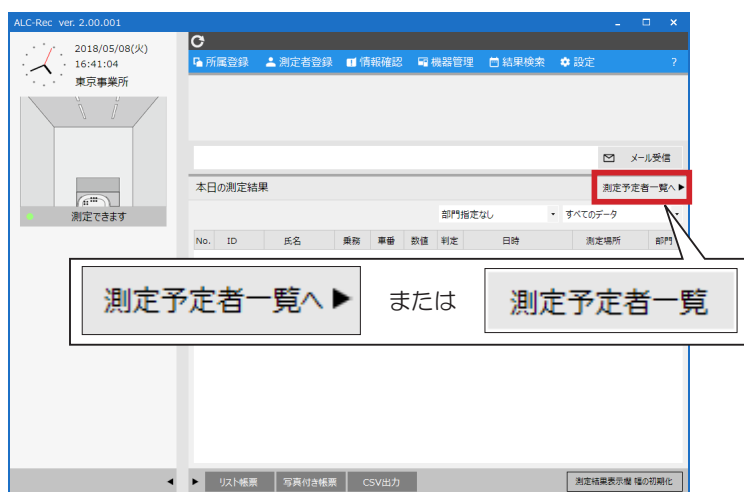 ALC-Rec ver. 2.00.001
2018/05/08(火)
16:41:04
東京事業所
測定できます
所属登録 測定者登録 情報確認 機器管理 結果検索 設定 ?
メール受信
本日の測定結果
測定予定者一覧へ▶
部門指定なし すべてのデータ
No. ID 氏名 乗務 車番 数値 判定 日時 測定場所 部門
測定予定者一覧へ▶ または 測定予定者一覧
リスト帳票 写真付き帳票 CSV出力 測定結果表示欄 幅の初期化